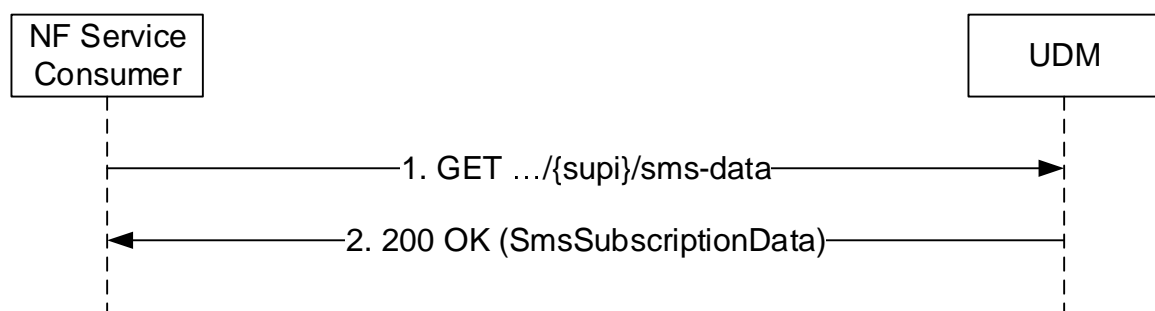 NF Service
Consumer
UDM
1. GET …/{supi}/sms-data
2. 200 OK (SmsSubscriptionData)